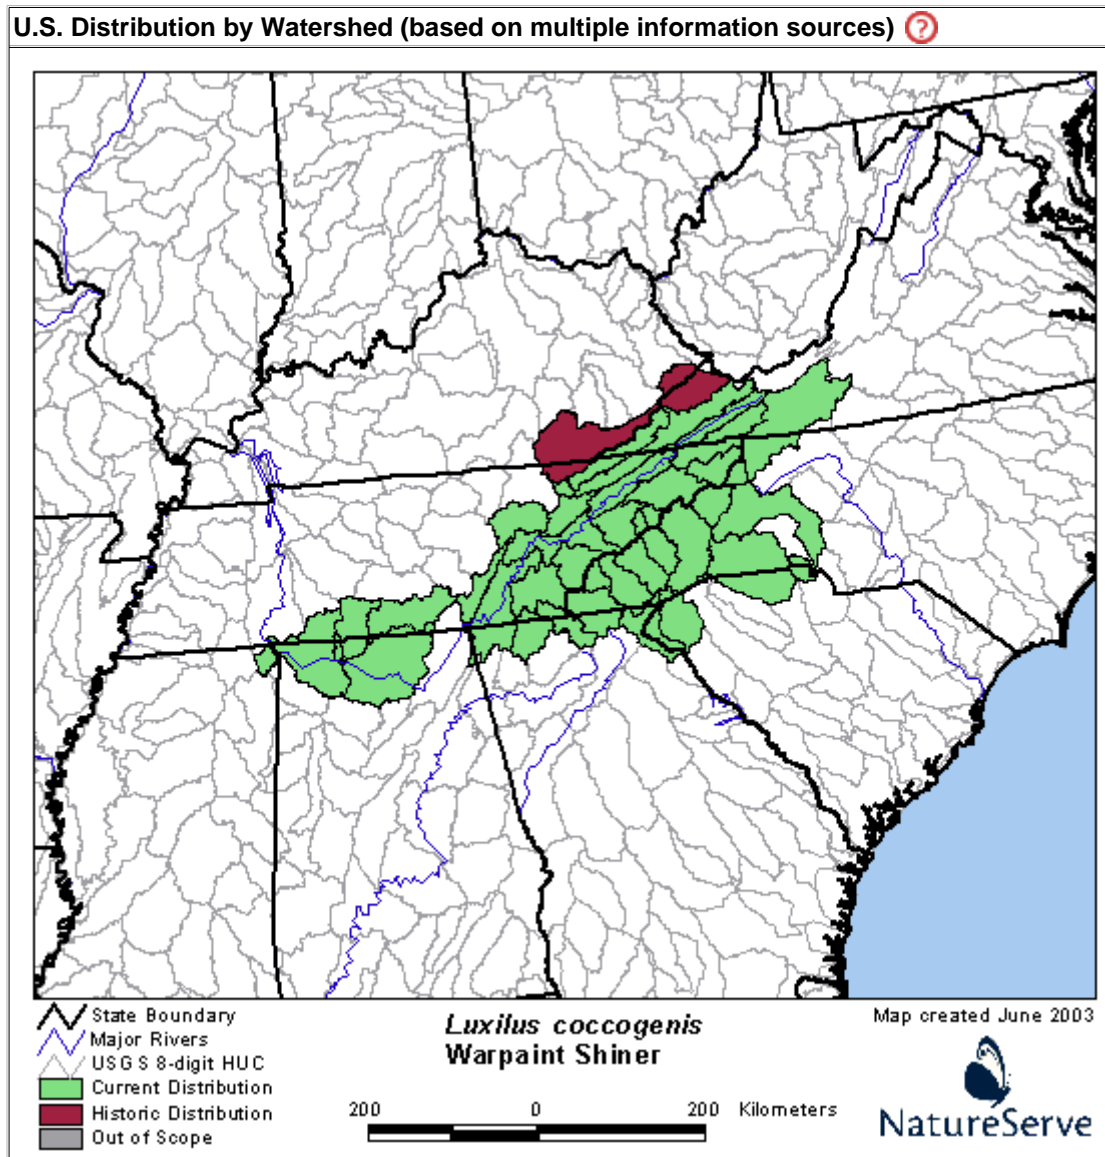 U.S. Distribution by Watershed (based on multiple information sources) ?
State Boundary
Major Rivers
USGS 8-digit HUC
Current Distribution
Historic Distribution
Out of Scope
Luxilus coccogenis
Warpaint Shiner
200 0 200 Kilometers
Map created June 2003
NatureServe